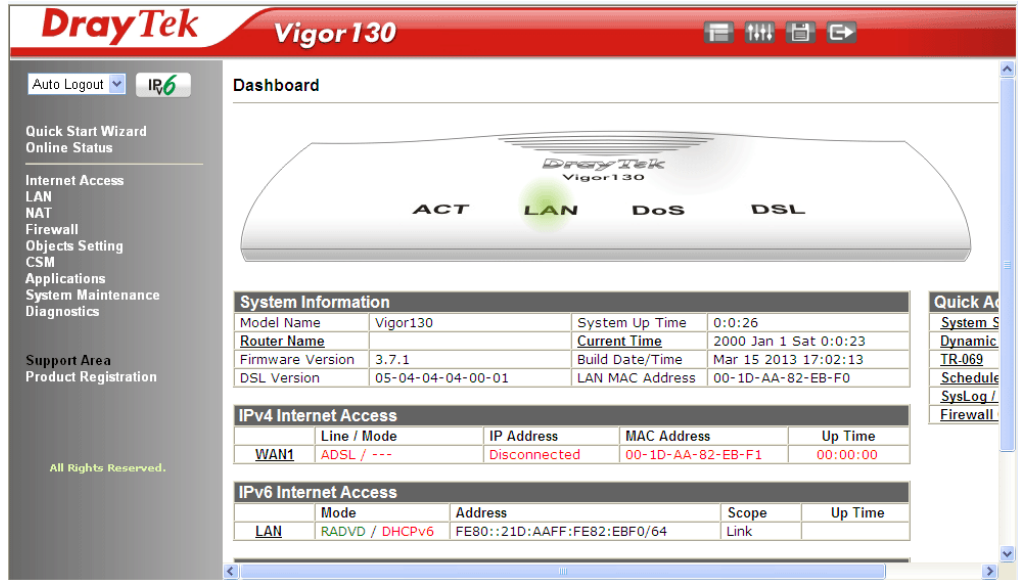 DrayTek Vigor130
Auto Logout IPv6
Quick Start Wizard
Online Status
Internet Access
LAN
NAT
Firewall
Objects Setting
CSM
Applications
System Maintenance
Diagnostics
Support Area
Product Registration
All Rights Reserved.
Dashboard
DrayTek
Vigor130
ACT LAN DoS DSL
System Information
Model Name Vigor130 System Up Time 0:0:26
Router Name Current Time 2000 Jan 1 Sat 0:0:23
Firmware Version 3.7.1 Build Date/Time Mar 15 2013 17:02:13
DSL Version 05-04-04-04-00-01 LAN MAC Address 00-1D-AA-82-EB-F0
IPv4 Internet Access
Line / Mode IP Address MAC Address Up Time
WAN1 ADSL / --- Disconnected 00-1D-AA-82-EB-F1 00:00:00
IPv6 Internet Access
Mode Address Scope Up Time
LAN RADVD / DHCPv6 FE80::21D:AAFF:FE82:EBF0/64 Link
Quick A
System S
Dynamic
TR-069
Schedule
SysLog /
Firewall